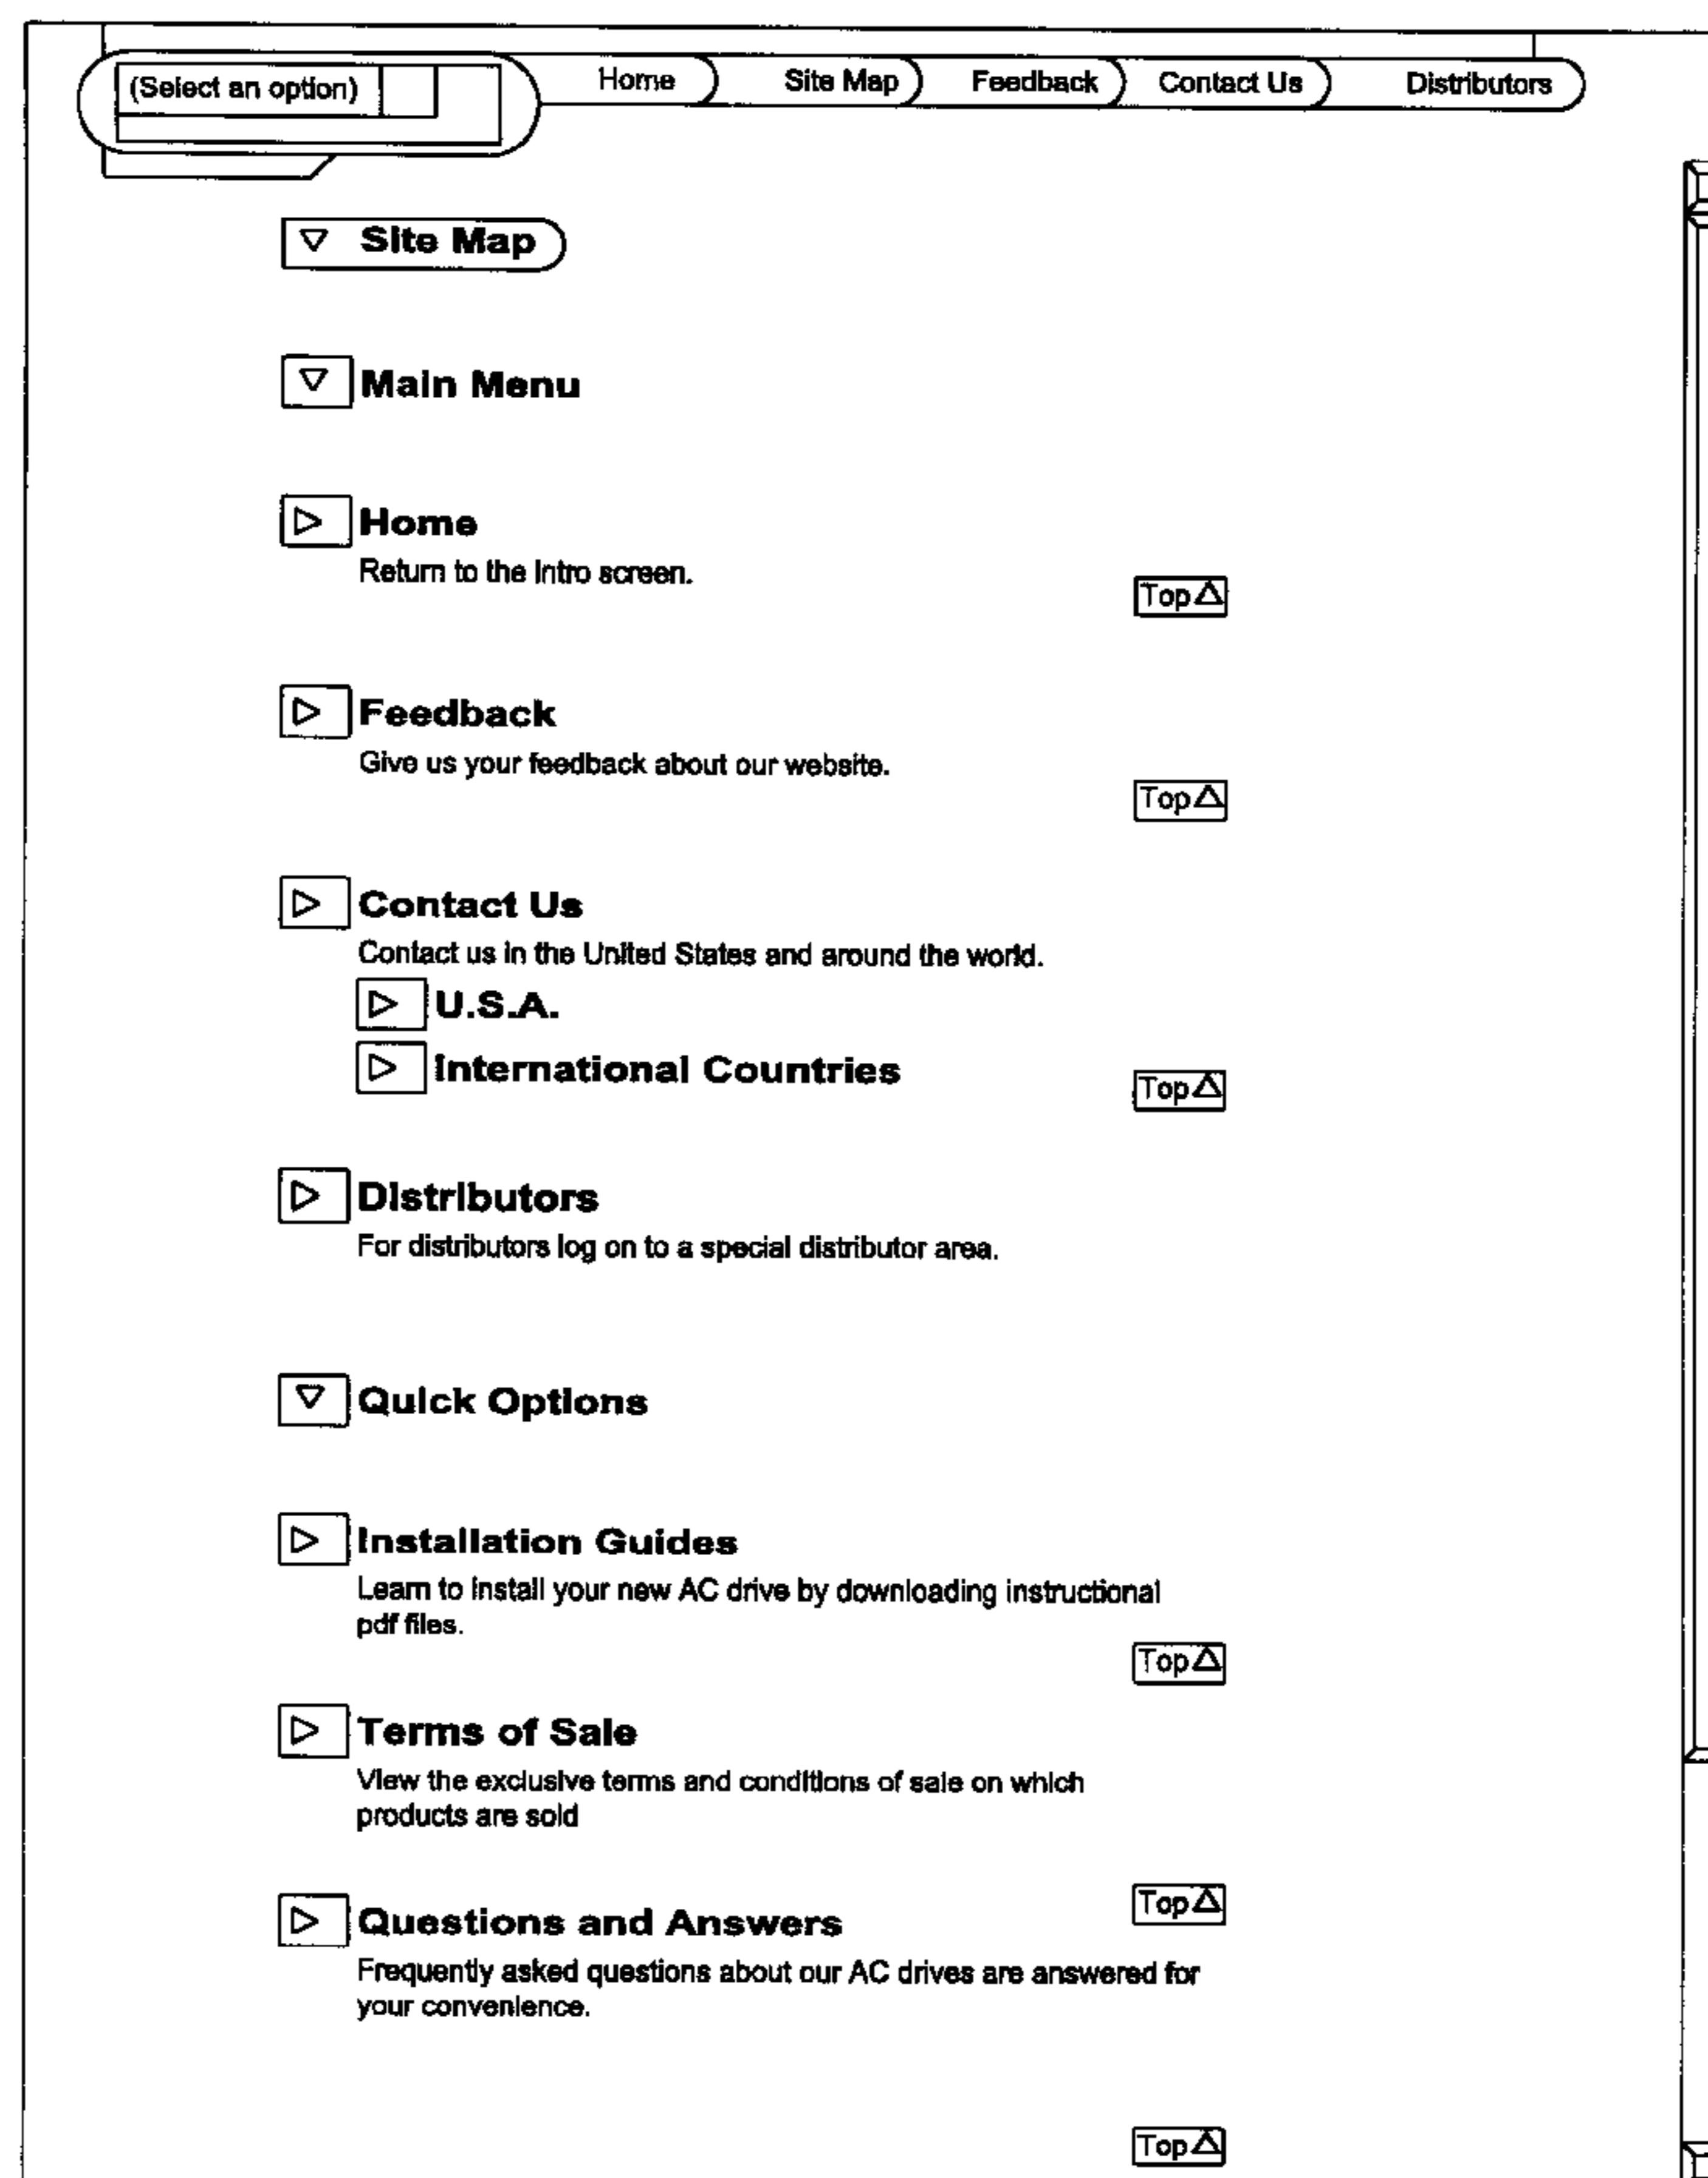 (Select an option) Home Site Map Feedback Contact Us Distributors
Site Map
Main Menu
Home
Return to the Intro screen.
Top
Feedback
Give us your feedback about our website.
Top
Contact Us
Contact us in the United States and around the world.
U.S.A.
International Countries
Top
Distributors
For distributors log on to a special distributor area.
Quick Options
Installation Guides
Learn to install your new AC drive by downloading instructional
pdf files.
Top
Terms of Sale
View the exclusive terms and conditions of sale on which
products are sold
Top
Questions and Answers
Frequently asked questions about our AC drives are answered for
your convenience.
Top